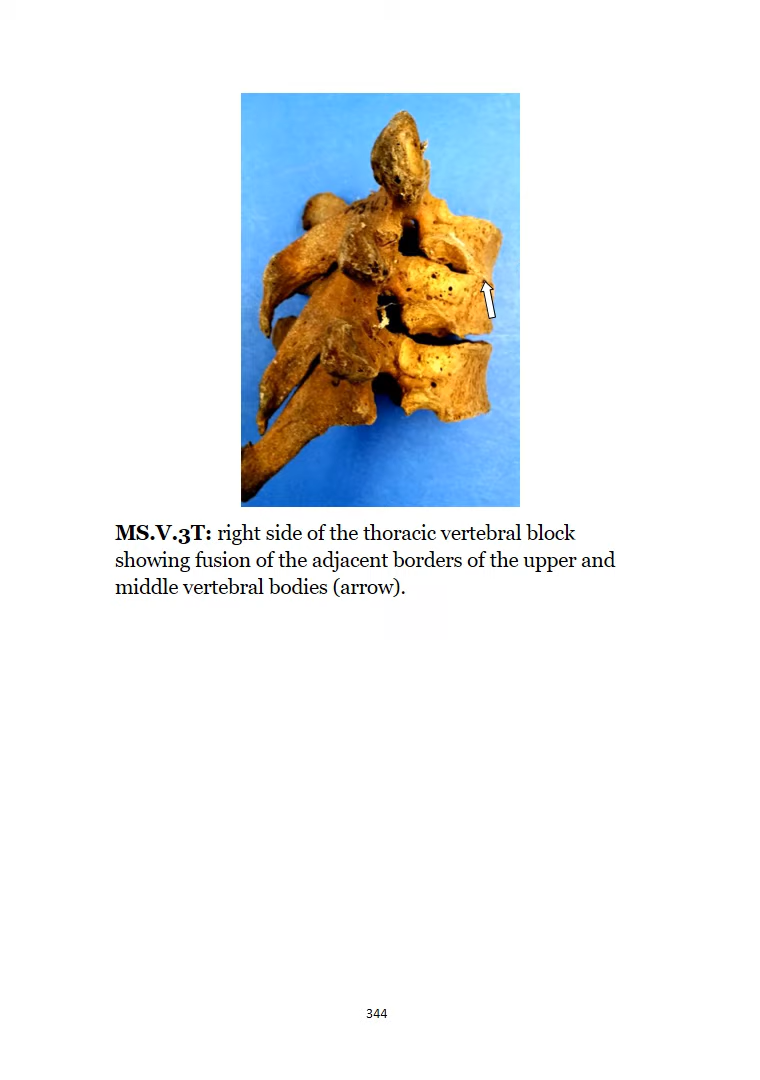 MS.V.3T: right side of the thoracic vertebral block
showing fusion of the adjacent borders of the upper and
middle vertebral bodies (arrow).
344